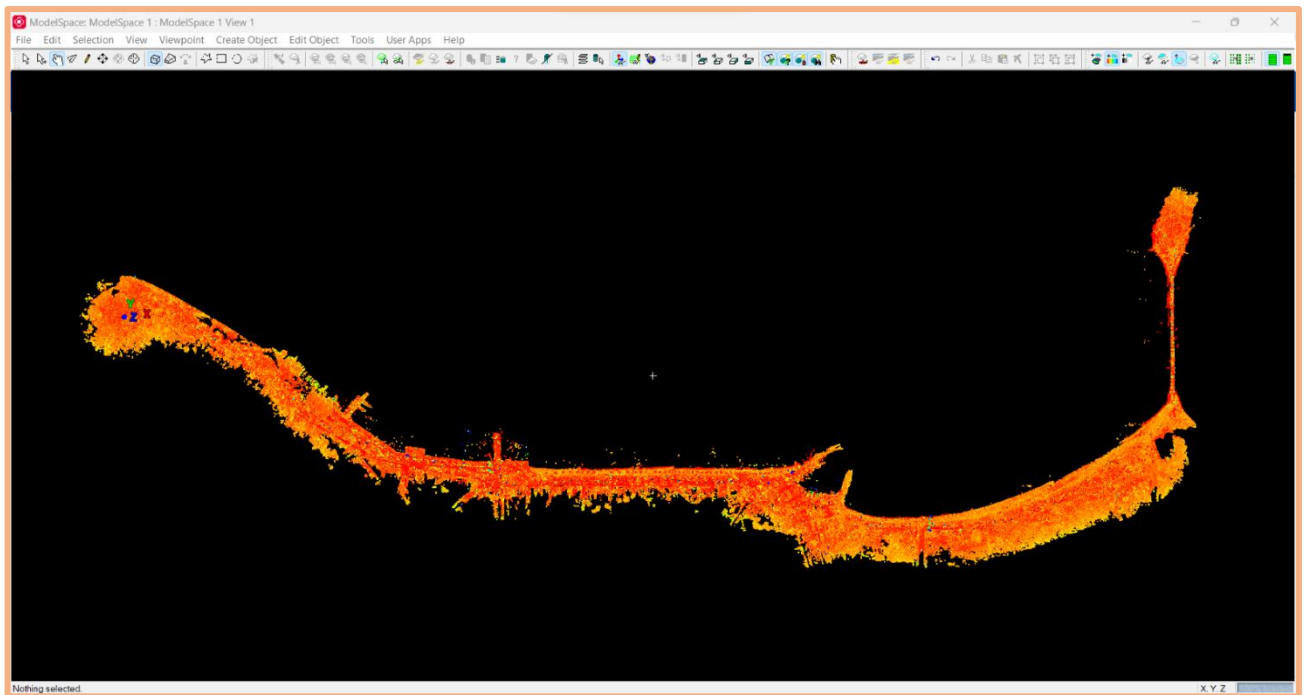 ModelSpace: ModelSpace 1 : ModelSpace 1 View 1
File Edit Selection View Viewpoint Create Object Edit Object Tools User Apps Help
Y
Z X
Nothing selected.
X, Y, Z